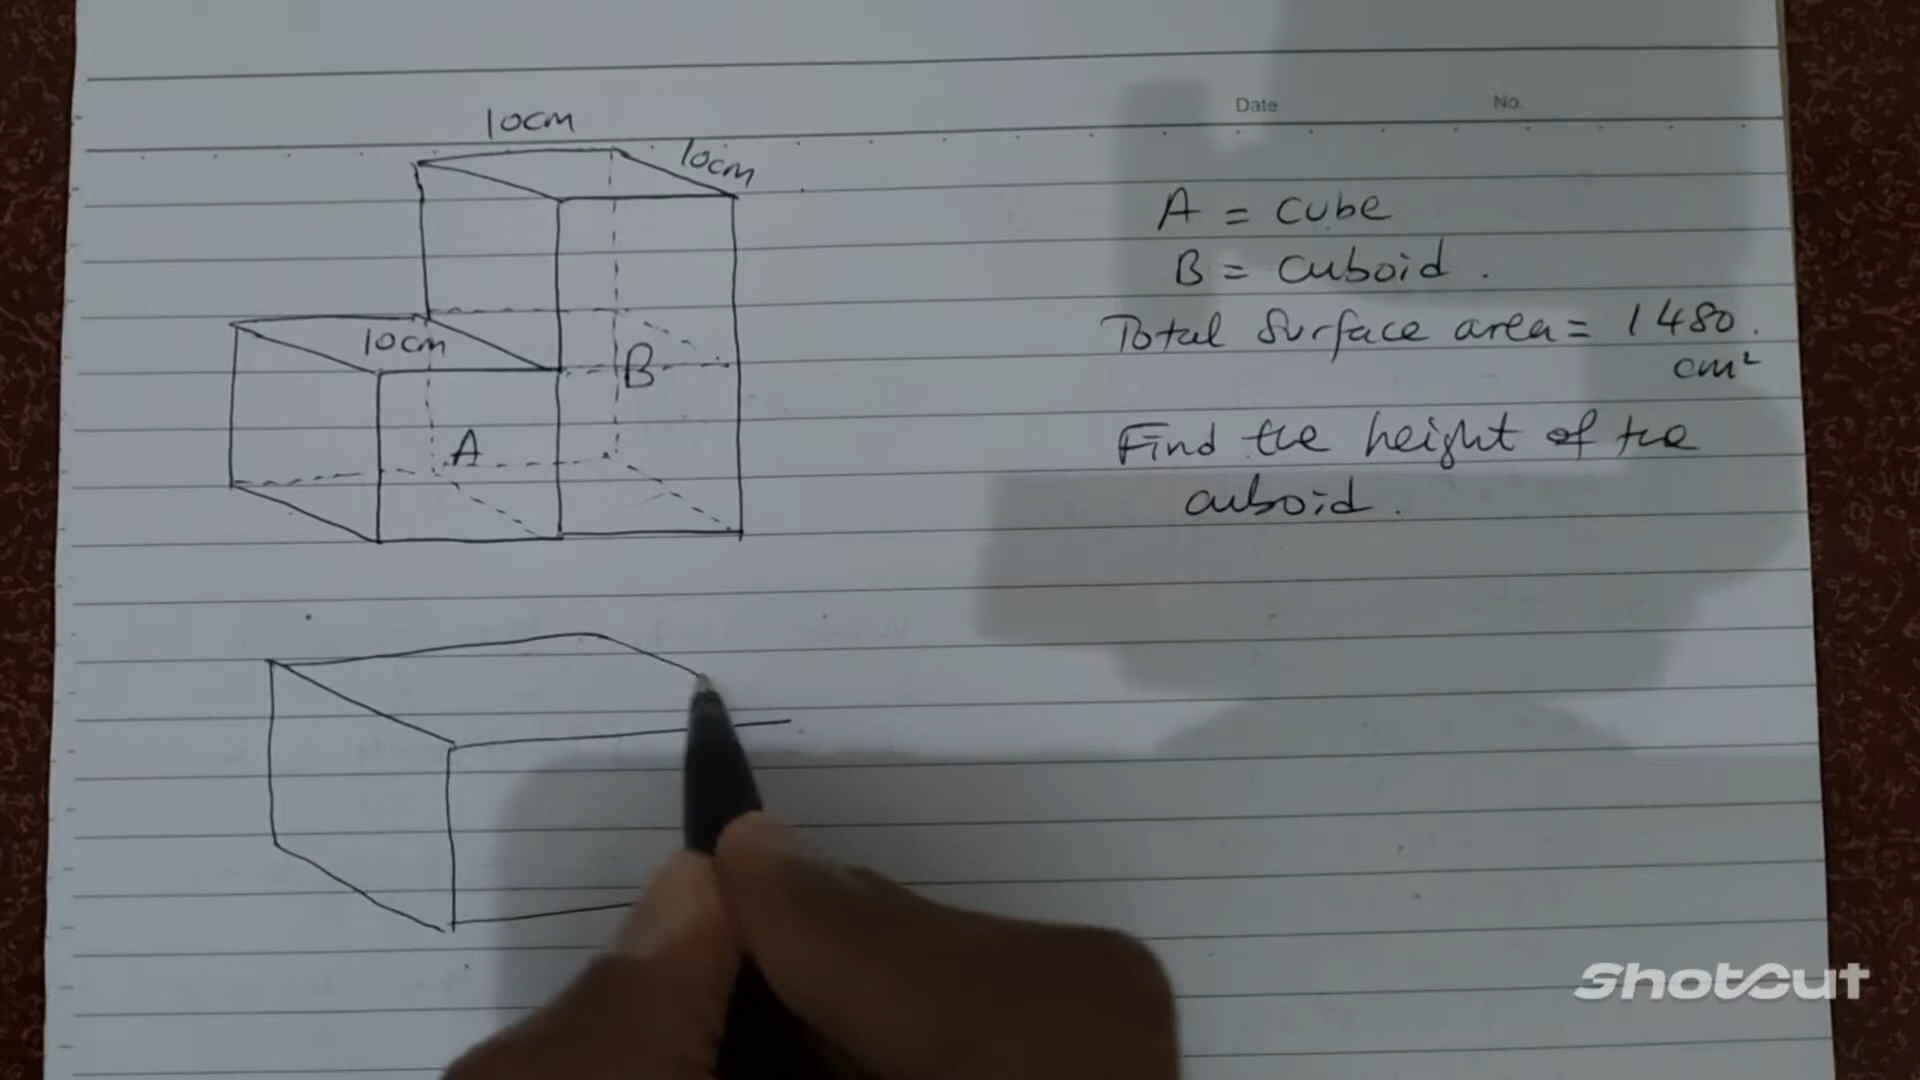 10cm
10cm
10cm
A
B
Date
No.
A = cube
B = cuboid.
Total Surface area = 1480.
cm²
Find the height of the
cuboid.
Shotcut